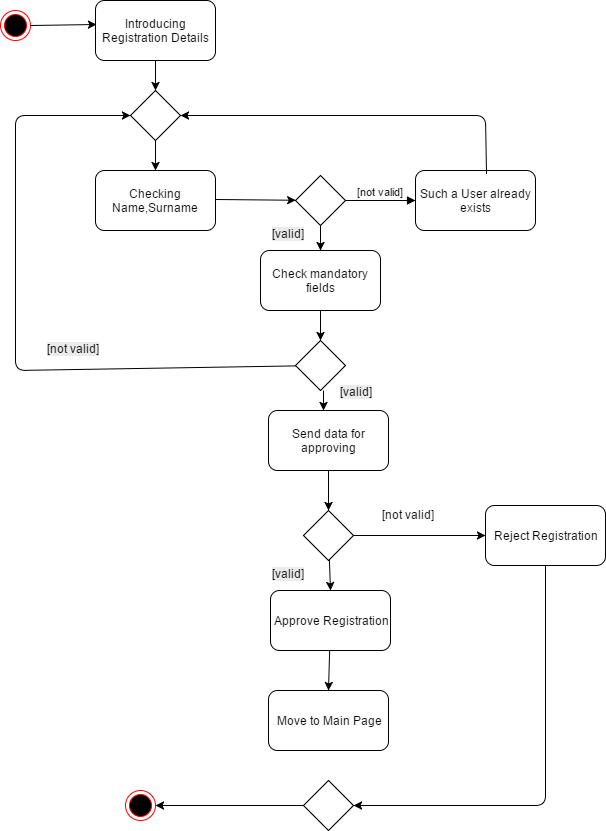 Introducing
Registration Details
Checking
Name,Surname
[not valid]
Such a User already
exists
[valid]
Check mandatory
fields
[not valid]
[valid]
Send data for
approving
[not valid]
Reject Registration
[valid]
Approve Registration
Move to Main Page